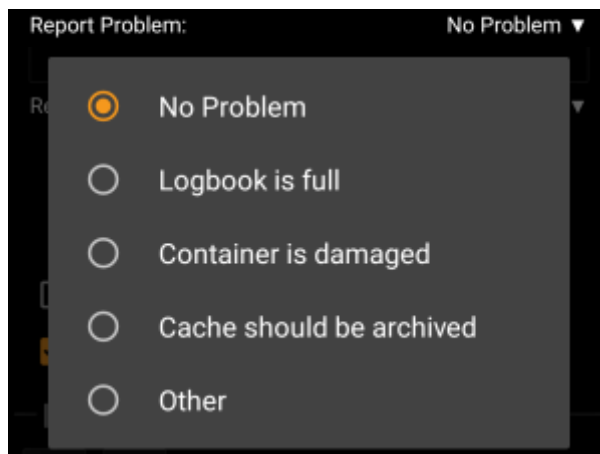 Report Problem: No Problem ▼
No Problem
Logbook is full
Container is damaged
Cache should be archived
Other